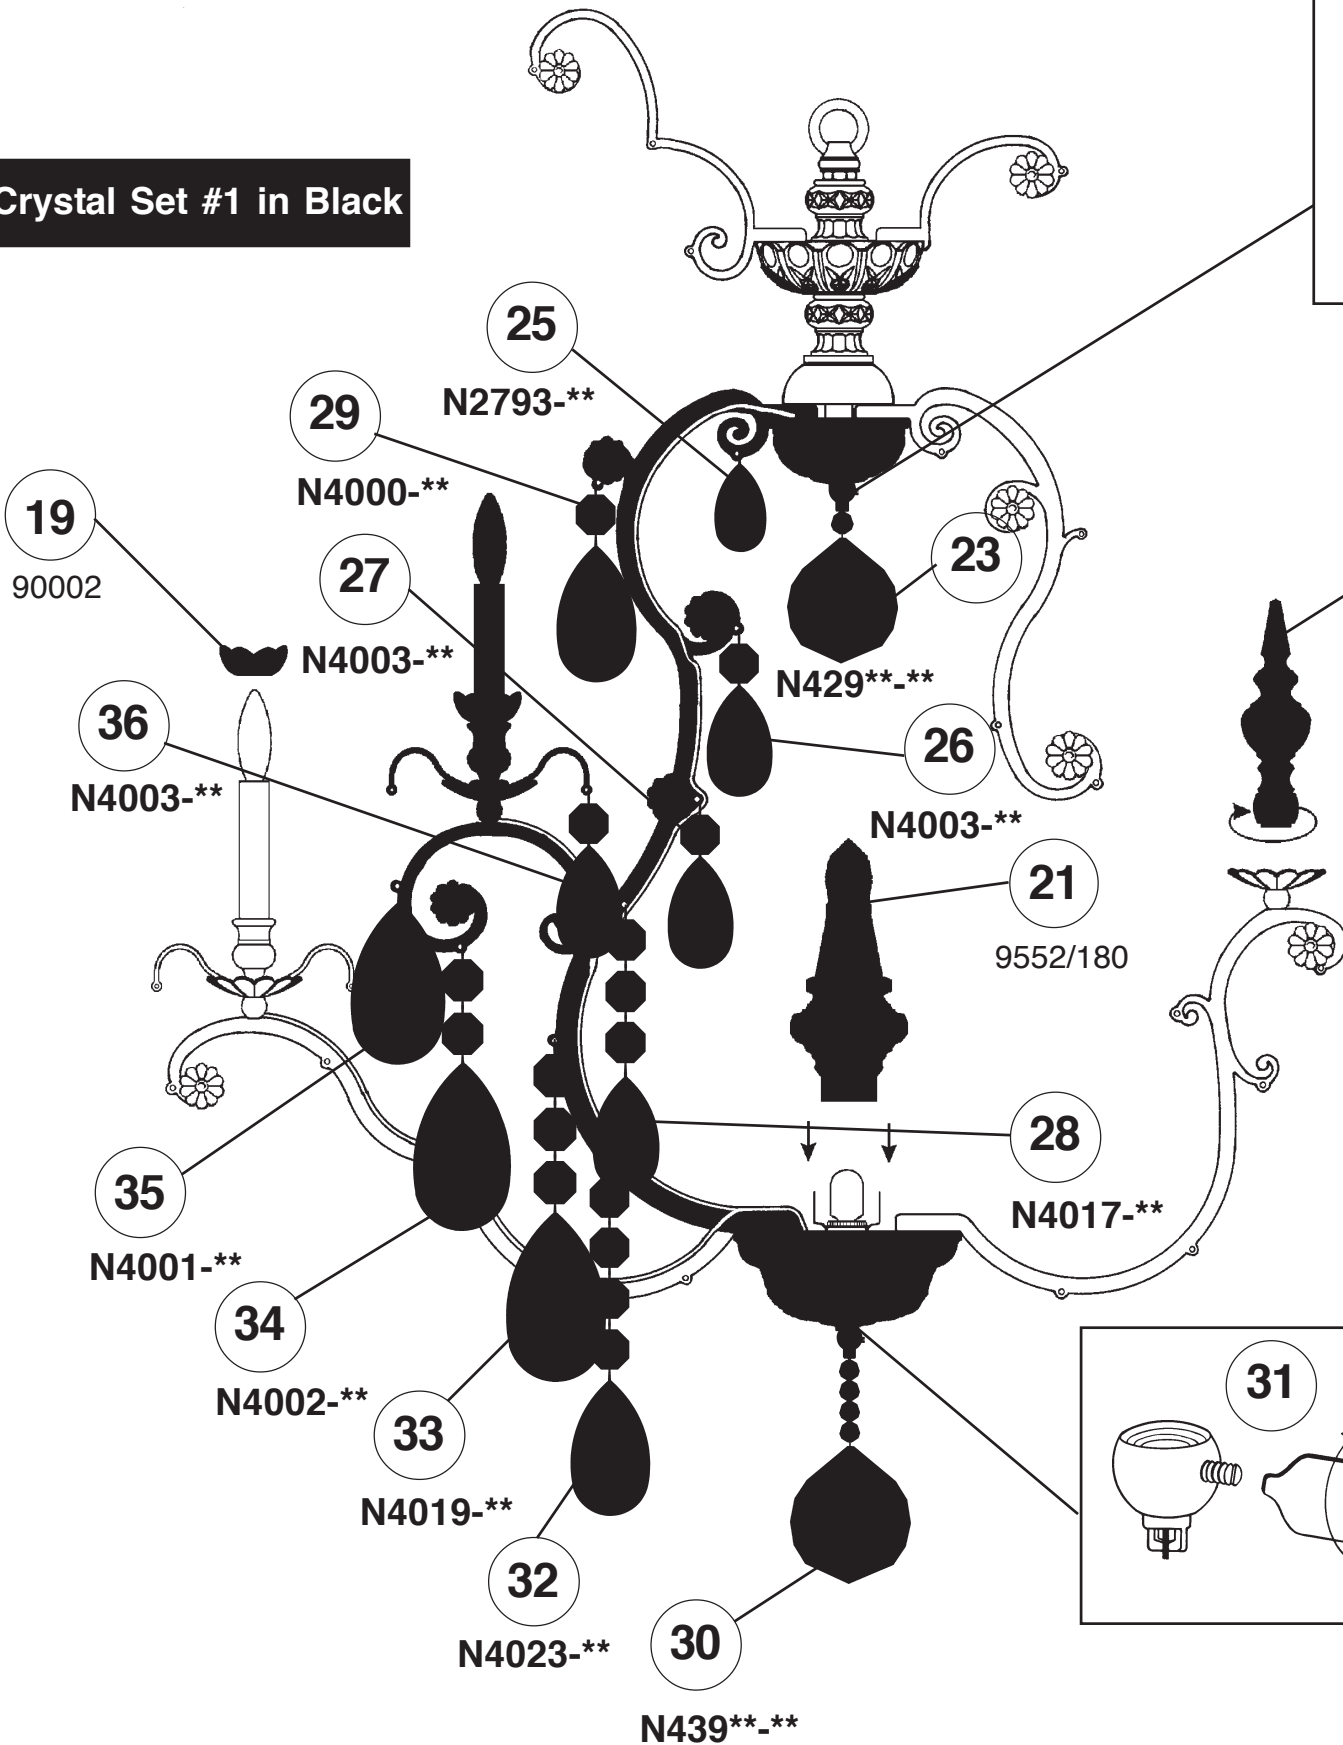 Crystal Set #1 in Black
25
N2793-**
29
N4000-**
19
90002
27
N4003-**
23
N429**-**
36
N4003-**
26
N4003-**
21
9552/180
28
N4017-**
35
N4001-**
34
N4002-**
33
N4019-**
31
32
N4023-**
30
N439**-**